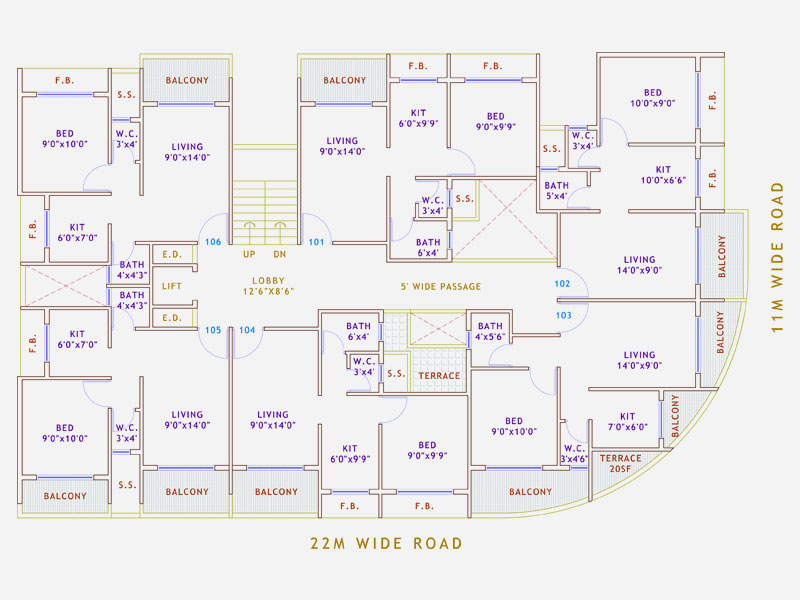 F.B.
S.S.
BALCONY
BED
9'0"x10'0"
W.C.
3'x4'
LIVING
9'0"x14'0"
KIT
6'0"x7'0"
F.B.
BATH
4'x4'3"
106
BALCONY
LIVING
9'0"x14'0"
101
F.B.
KIT
6'0"x9'9"
F.B.
BED
9'0"x9'9"
W.C.
3'x4'
S.S.
BATH
6'x4'
S.S.
W.C.
3'x4'
BATH
5'x4'
BED
10'0"x9'0"
F.B.
KIT
10'0"x6'6"
F.B.
LIVING
14'0"x9'0"
BALCONY
102
11M WIDE ROAD
UP
DN
E.D.
LIFT
E.D.
LOBBY
12'6"X8'6"
5' WIDE PASSAGE
BATH
4'x4'3"
KIT
6'0"x7'0"
F.B.
105
BED
9'0"x10'0"
W.C.
3'x4'
LIVING
9'0"x14'0"
BALCONY
S.S.
BALCONY
104
LIVING
9'0"x14'0"
BALCONY
BATH
6'x4'
W.C.
3'x4'
S.S.
TERRACE
KIT
6'0"x9'9"
F.B.
BED
9'0"x9'9"
F.B.
BATH
4'x5'6"
103
LIVING
14'0"x9'0"
BALCONY
BED
9'0"x10'0"
KIT
7'0"x6'0"
BALCONY
W.C.
3'x4'6"
TERRACE
20SF
BALCONY
22M WIDE ROAD